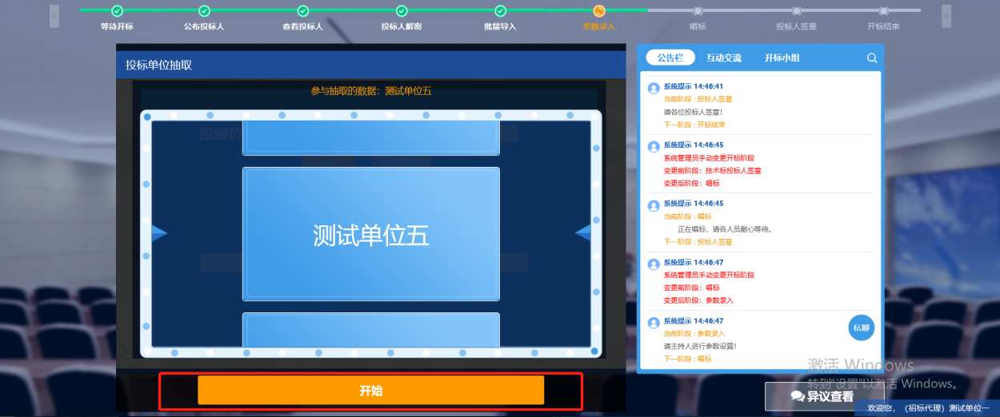 等待开标
公布投标人
查看投标人
投标人解密
批量导入
参数录入
唱标
投标人签章
开标结束
投标单位抽取
参与抽取的数据：测试单位五
控制价
测试单位五
开始
公告栏
互动交流
开标小组
系统提示 14:46:41
当前阶段：投标人签章
请各位投标人签章！
下一阶段：开标结束
系统提示 14:46:45
系统管理员手动变更开标阶段
变更前阶段：技术标投标人签章
变更后阶段：唱标
系统提示 14:46:45
当前阶段：唱标
正在唱标，请各人员耐心等待。
下一阶段：投标人签章
系统提示 14:46:47
系统管理员手动变更开标阶段
变更前阶段：唱标
变更后阶段：参数录入
系统提示 14:46:47
当前阶段：参数录入
请主持人进行参数设置！
下一阶段：唱标
私聊
激活 Windows
转到"设置"以激活 Windows。
异议查看
欢迎您，（招标代理）测试单位一